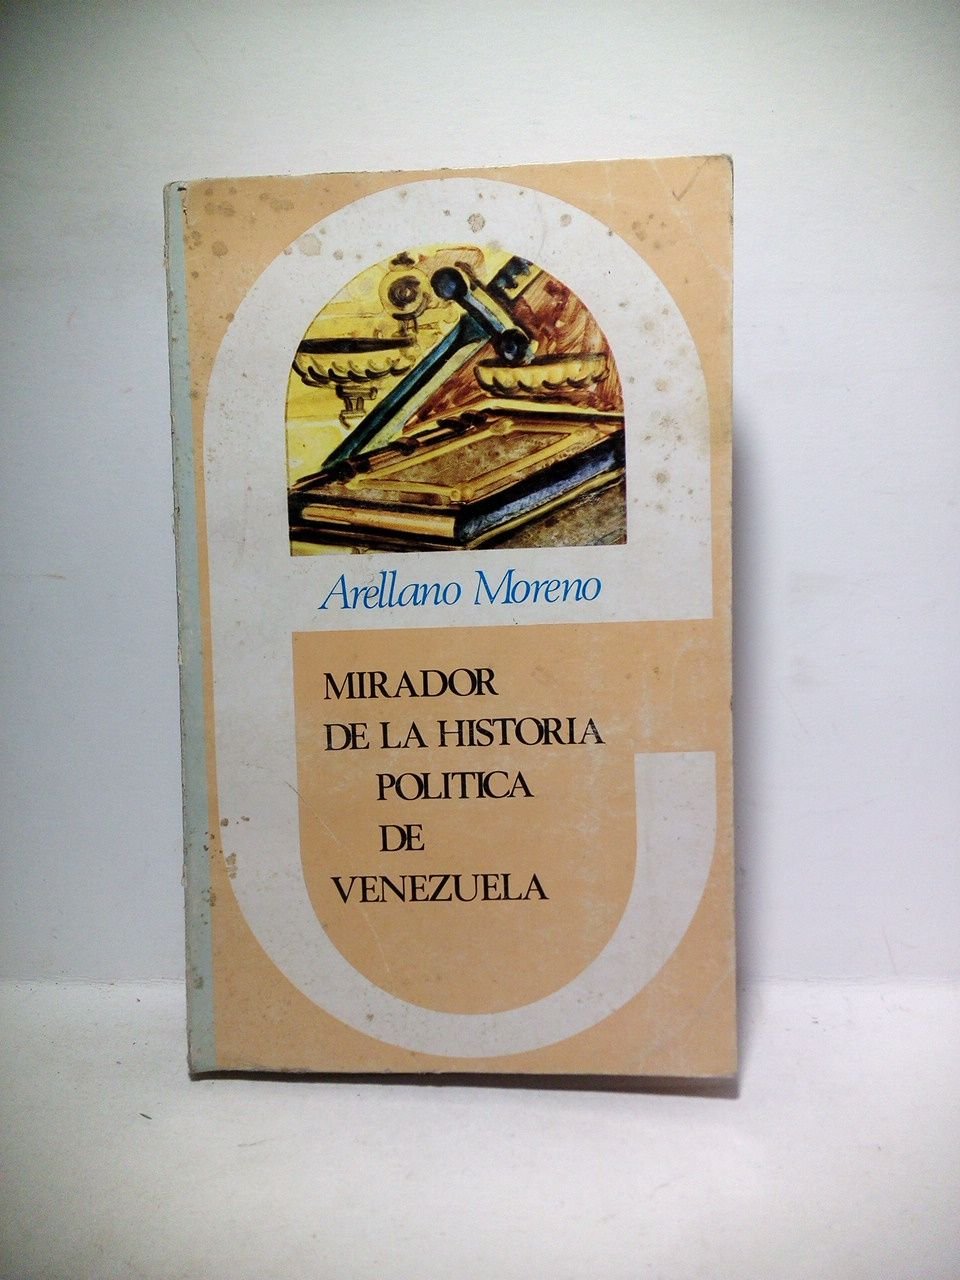 Arellano Moreno
MIRADOR
DE LA HISTORIA
POLITICA
DE
VENEZUELA